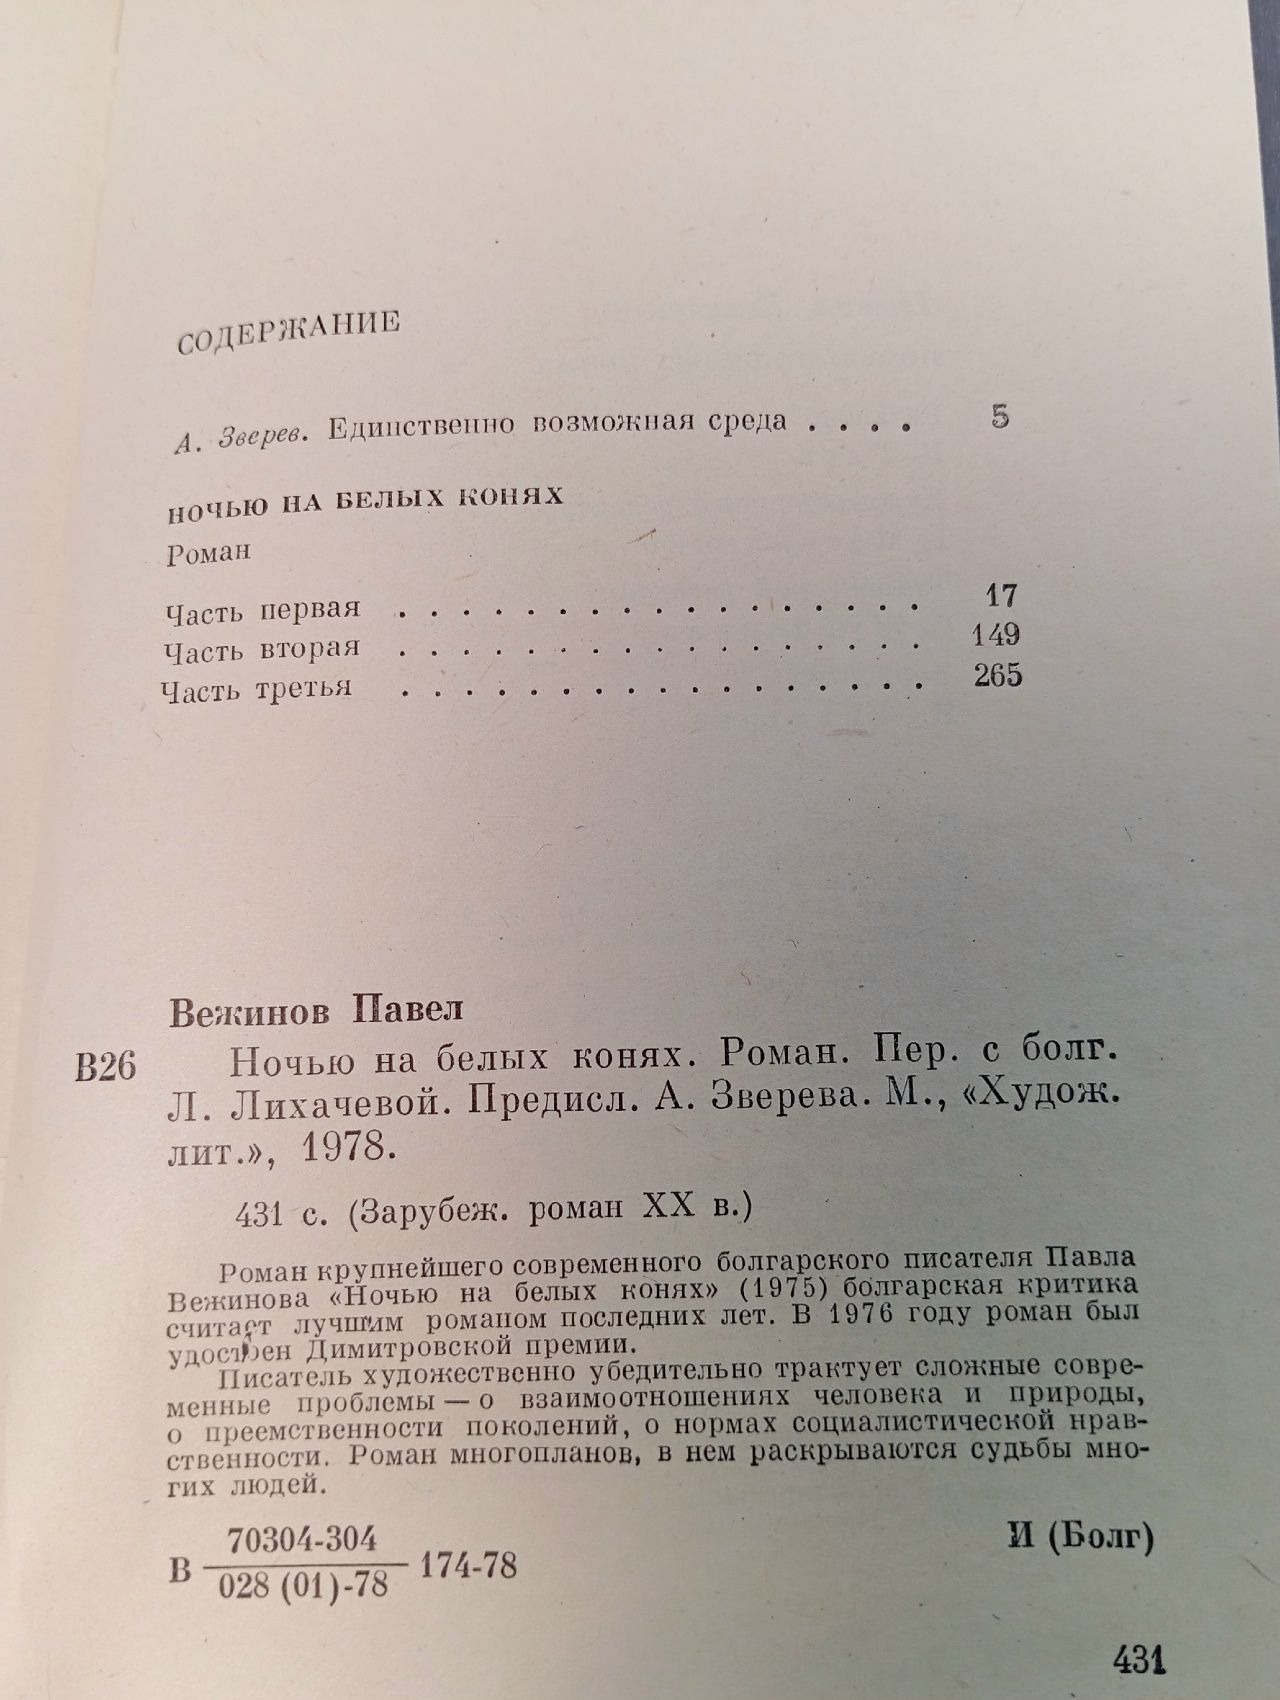 СОДЕРЖАНИЕ
А. Зверев. Единственно возможная среда . . . . 5
НОЧЬЮ НА БЕЛЫХ КОНЯХ
Роман
Часть первая . . . . . . . . . . . . . . . . . 17
Часть вторая . . . . . . . . . . . . . . . . . 149
Часть третья . . . . . . . . . . . . . . . . . 265
Вежинов Павел
В26 Ночью на белых конях. Роман. Пер. с болг.
Л. Лихачевой. Предисл. А. Зверева. М., «Худож.
лит.», 1978.
431 с. (Зарубеж. роман XX в.)
Роман крупнейшего современного болгарского писателя Павла
Вежинова «Ночью на белых конях» (1975) болгарская критика
считает лучшим романом последних лет. В 1976 году роман был
удостоен Димитровской премии.
Писатель художественно убедительно трактует сложные совре-
менные проблемы — о взаимоотношениях человека и природы,
о преемственности поколений, о нормах социалистической нрав-
ственности. Роман многопланов, в нем раскрываются судьбы мно-
гих людей.
70304-304
В 174-78
028 (01)-78
И (Болг)
431